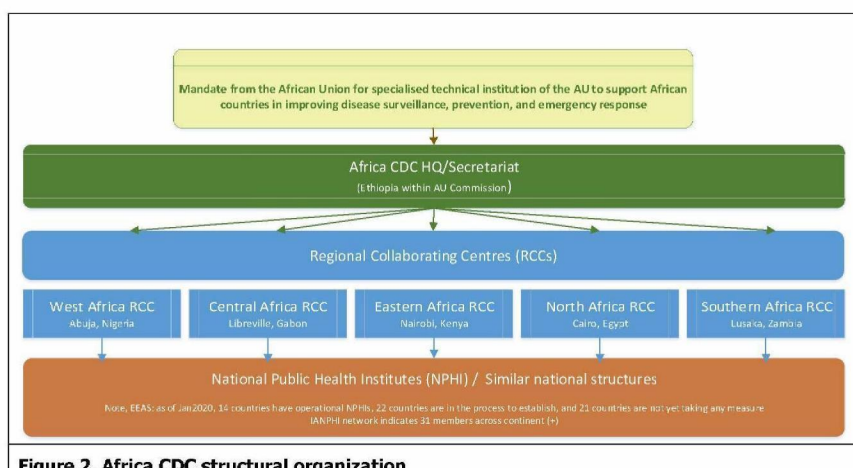 Mandate from the African Union for specialised technical institution of the AU to support African
countries in improving disease surveillance, prevention, and emergency response
Africa CDC HQ/Secretariat
(Ethiopia within AU Commission)
Regional Collaborating Centres (RCCs)
West Africa RCC
Abuja, Nigeria
Central Africa RCC
Libreville, Gabon
Eastern Africa RCC
Nairobi, Kenya
North Africa RCC
Cairo, Egypt
Southern Africa RCC
Lusaka, Zambia
National Public Health Institutes (NPHI) / Similar national structures
Note, EEAS: as of Jan2020, 14 countries have operational NPHIs, 22 countries are in the process to establish, and 21 countries are not yet taking any measure
IANPHI network indicates 31 members across continent (+)
Figure 2. Africa CDC structural organization